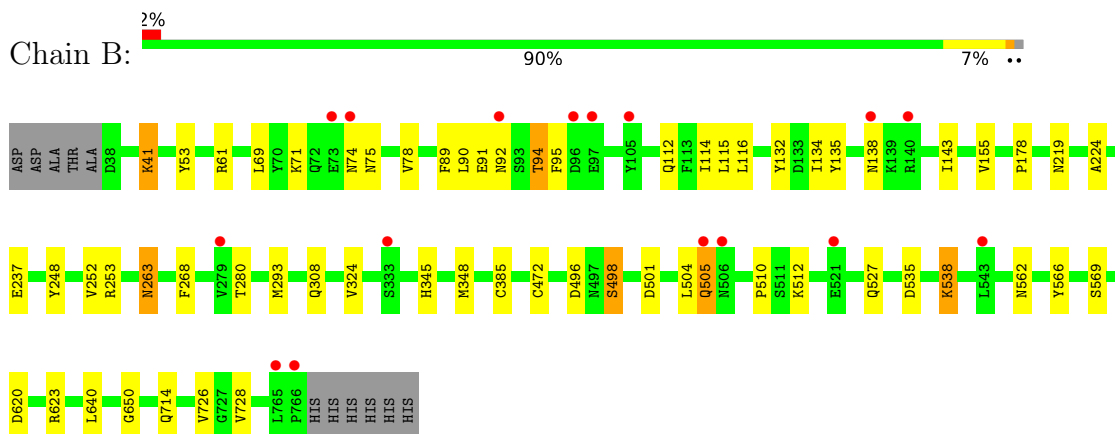 2%
Chain B:
90% 7% ••
ASP ASP ALA THR ALA D38 K41 Y53 R61 L69 Y70 K71 Q72 E73 N74 N75 V78 F89 L90 E91 N92 S93 T94 F95 D96 E97 Y105 Q112 F113 I114 L115 L116 Y132 D133 I134 Y135 N138 K139 R140 I143 V155 P178 N219 A224
E237 Y248 V252 R253 N263 F268 V279 T280 M293 Q308 V324 S333 H345 M348 C385 C472 D496 N497 S498 D501 L504 Q505 N506 P510 S511 K512 E521 Q527 D535 K538 L543 N562 Y566 S569
D620 R623 L640 G650 Q714 V726 G727 V728 L765 P766 HIS HIS HIS HIS HIS HIS